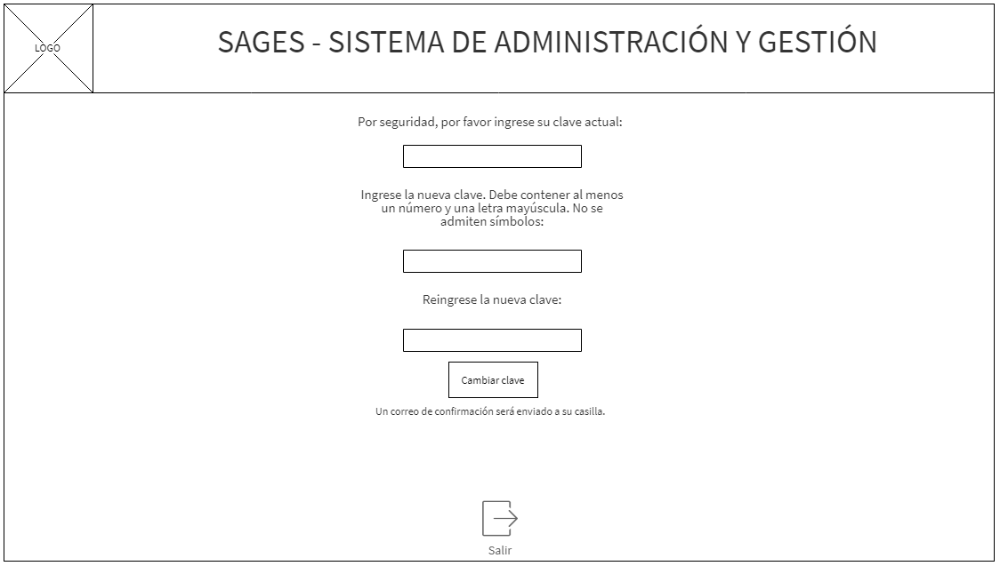 LOGO
SAGES - SISTEMA DE ADMINISTRACIÓN Y GESTIÓN
Por seguridad, por favor ingrese su clave actual:
Ingrese la nueva clave. Debe contener al menos
un número y una letra mayúscula. No se
admiten símbolos:
Reingrese la nueva clave:
Cambiar clave
Un correo de confirmación será enviado a su casilla.
Salir